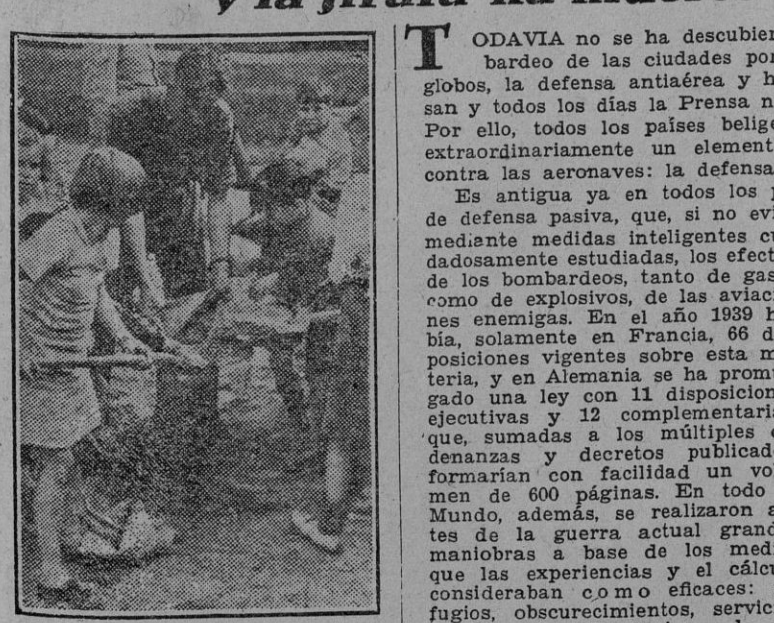 y la
TODAVIA no se ha descubier
bardeo de las ciudades por
globos, la defensa antiaérea y h
san y todos los días la Prensa n
Por ello, todos los países belige
extraordinariamente un element
contra las aeronaves: la defensa
Es antigua ya en todos los p
de defensa pasiva, que, si no evi
mediante medidas inteligentes cu
dadosamente estudiadas, los efect
de los bombardeos, tanto de gas
como de explosivos, de las aviaci
nes enemigas. En el año 1939 h
bía, solamente en Francia, 66 d
posiciones vigentes sobre esta m
teria, y en Alemania se ha promu
gado una ley con 11 disposicion
ejecutivas y 12 complementaria
que, sumadas a los múltiples o
denanzas y decretos publicad
formarían con facilidad un vo
men de 600 páginas. En todo
Mundo, además, se realizaron a
tes de la guerra actual grand
maniobras a base de los medi
que las experiencias y el cálcu
consideraban como eficaces:
fugios, obscurecimientos, servic